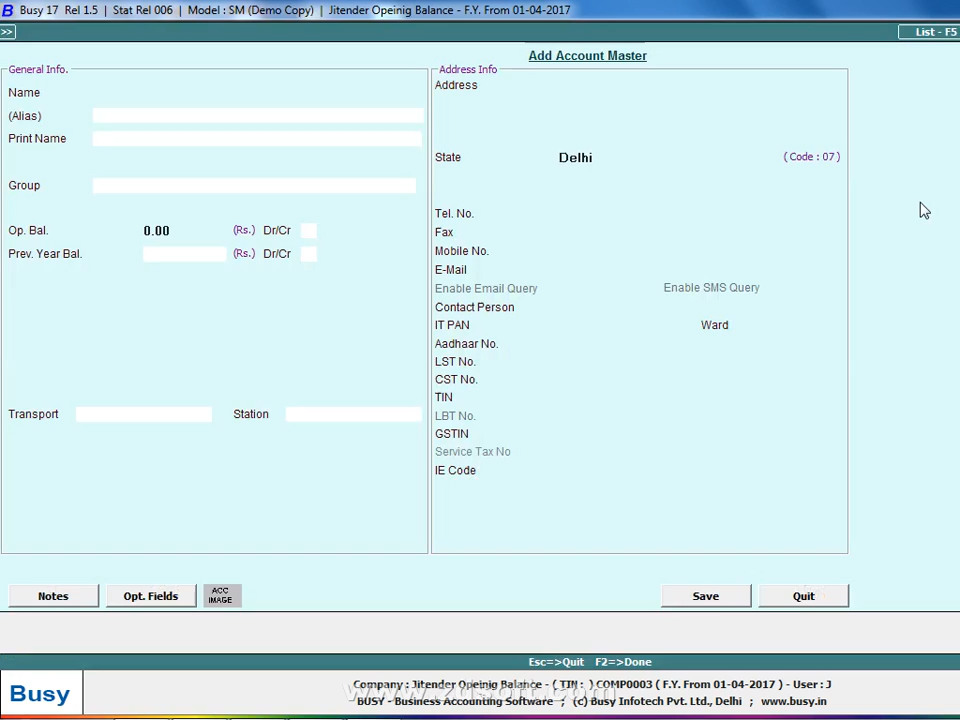 B Busy 17 Rel 1.5 | Stat Rel 006 | Model : SM (Demo Copy) | Jitender Opeinig Balance - F.Y. From 01-04-2017
>> List - F5
Add Account Master
General Info.
Name
(Alias)
Print Name
Group
Op. Bal. 0.00 (Rs.) Dr/Cr
Prev. Year Bal. (Rs.) Dr/Cr
Transport Station
Address Info
Address
State Delhi ( Code : 07 )
Tel. No.
Fax
Mobile No.
E-Mail
Enable Email Query Enable SMS Query
Contact Person
IT PAN Ward
Aadhaar No.
LST No.
CST No.
TIN
LBT No.
GSTIN
Service Tax No
IE Code
Notes Opt. Fields ACC IMAGE Save Quit
Esc=>Quit F2=>Done
Busy
Company : Jitender Opeinig Balance - ( TIN : ) COMP0003 ( F.Y. From 01-04-2017 ) - User : J
www.zdsoft.com
BUSY - Business Accounting Software ; (c) Busy Infotech Pvt. Ltd., Delhi ; www.busy.in